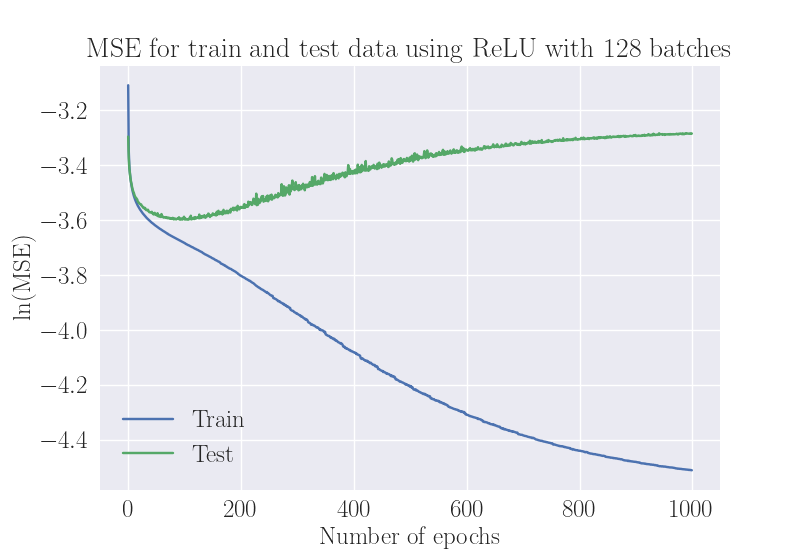 MSE for train and test data using ReLU with 128 batches
−3.2
−3.4
−3.6
−3.8
−4.0
−4.2
−4.4
ln(MSE)
Train
Test
0 200 400 600 800 1000
Number of epochs